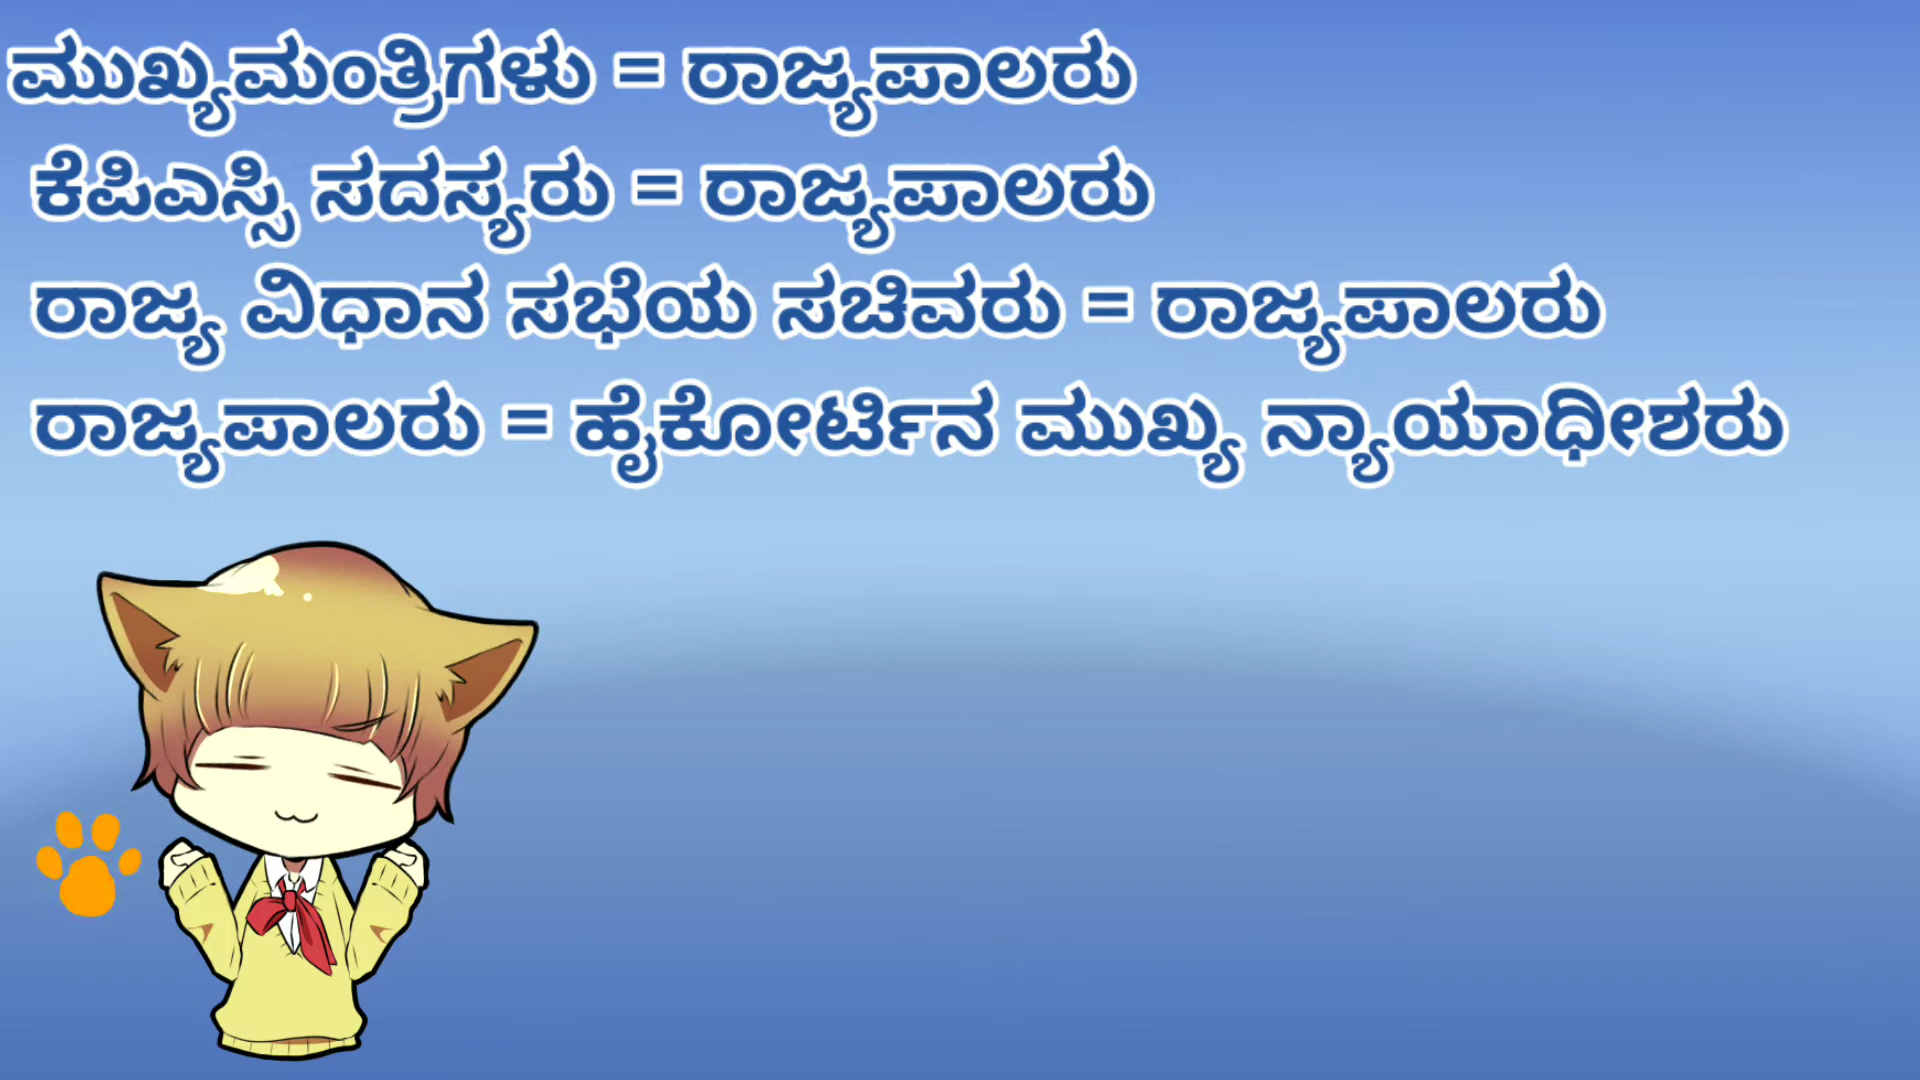 ಮುಖ್ಯಮಂತ್ರಿಗಳು = ರಾಜ್ಯಪಾಲರು
ಕೆಪಿಎಸ್ಸಿ ಸದಸ್ಯರು = ರಾಜ್ಯಪಾಲರು
ರಾಜ್ಯ ವಿಧಾನ ಸಭೆಯ ಸಚಿವರು = ರಾಜ್ಯಪಾಲರು
ರಾಜ್ಯಪಾಲರು = ಹೈಕೋರ್ಟಿನ ಮುಖ್ಯ ನ್ಯಾಯಾಧೀಶರು